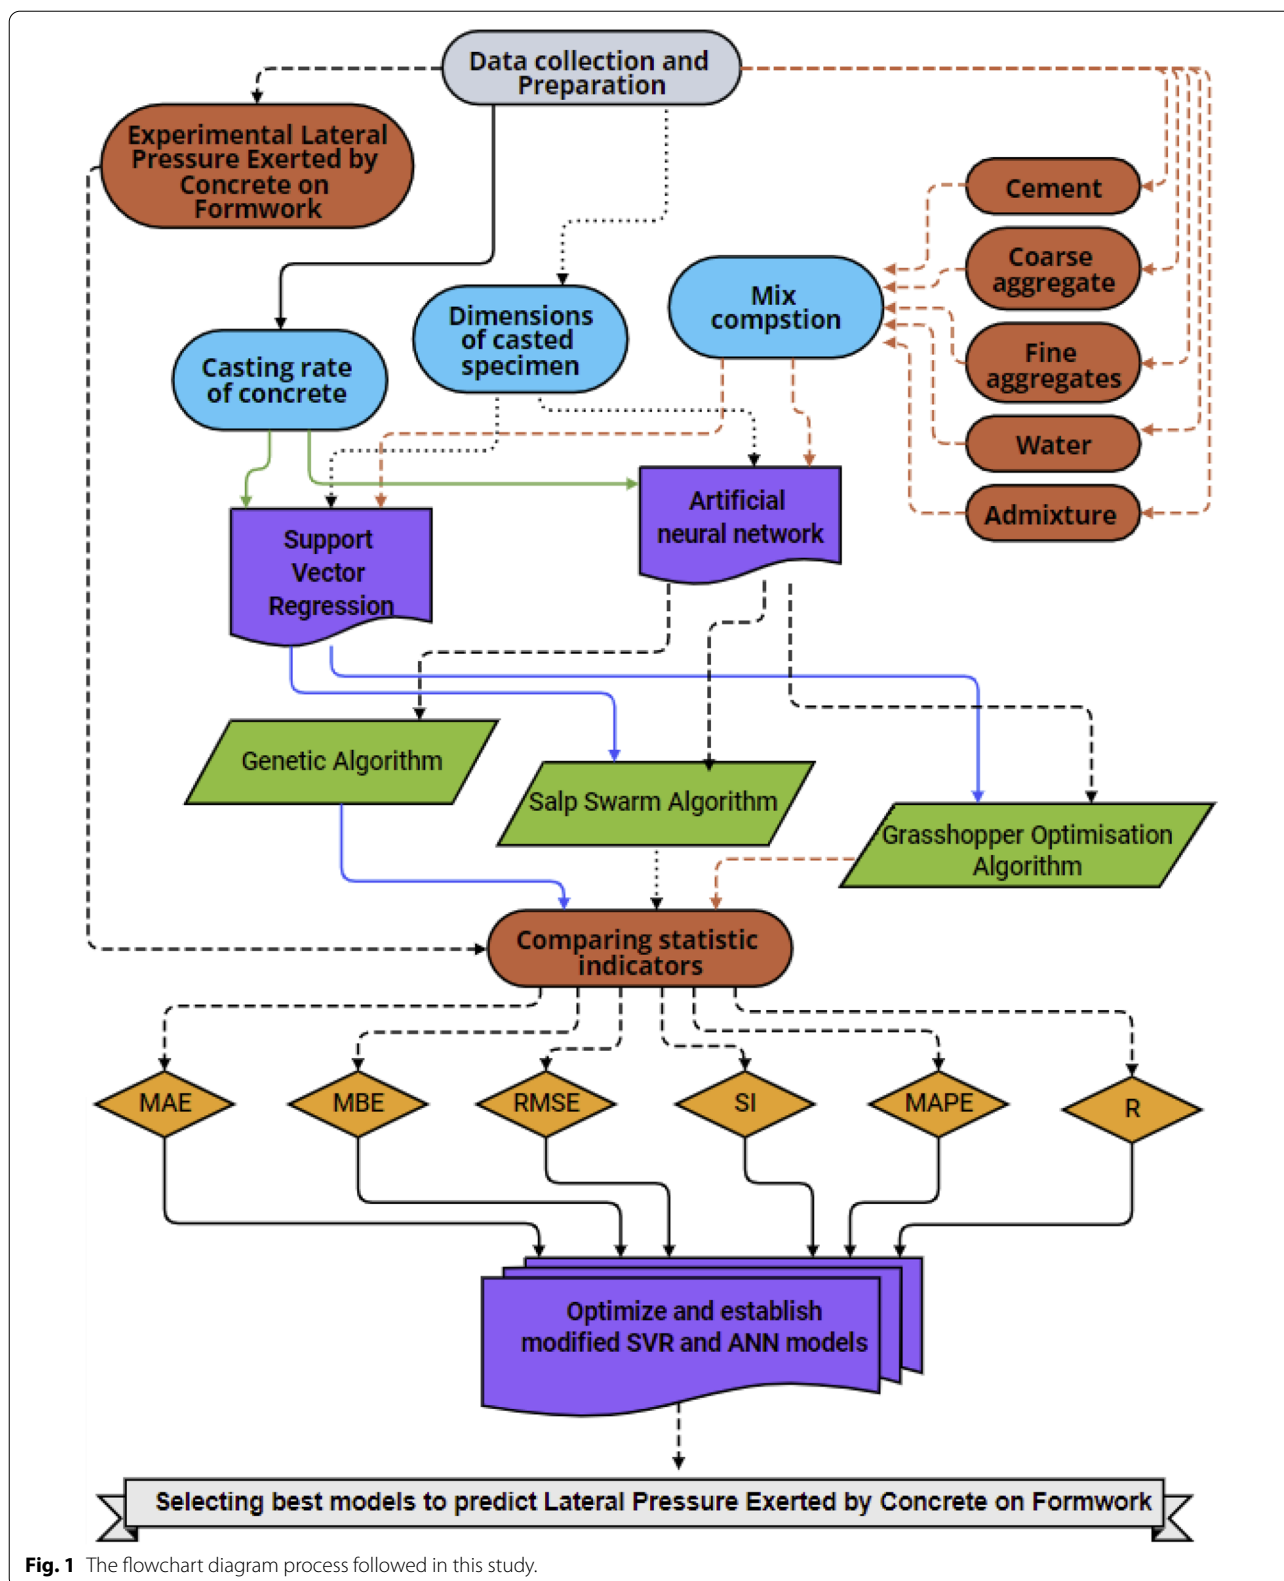 Data collection and
Preparation
Experimental Lateral
Pressure Exerted by
Concrete on
Formwork
Cement
Coarse
aggregate
Mix
compstion
Dimensions
of casted
specimen
Fine
aggregates
Casting rate
of concrete
Water
Artificial
neural network
Admixture
Support
Vector
Regression
Genetic Algorithm
Salp Swarm Algorithm
Grasshopper Optimisation
Algorithm
Comparing statistic
indicators
MAE
MBE
RMSE
SI
MAPE
R
Optimize and establish
modified SVR and ANN models
Selecting best models to predict Lateral Pressure Exerted by Concrete on Formwork
Fig. 1 The flowchart diagram process followed in this study.